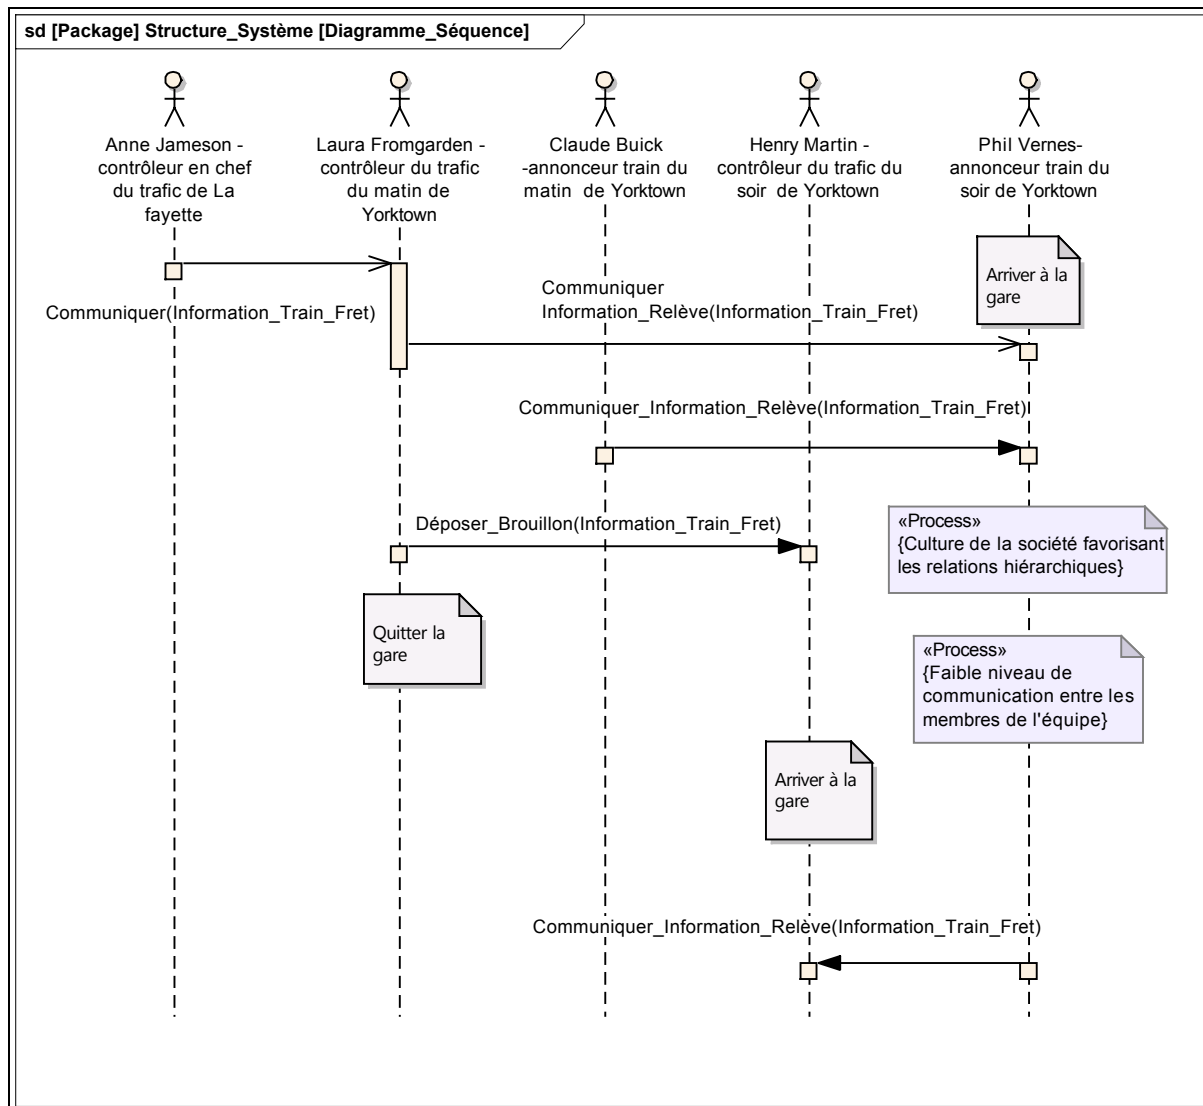 sd [Package] Structure_Système [Diagramme_Séquence]
Anne Jameson -
contrôleur en chef
du trafic de La
fayette
Laura Fromgarden -
contrôleur du trafic
du matin de
Yorktown
Claude Buick
-annonceur train du
matin de Yorktown
Henry Martin -
contrôleur du trafic du
soir de Yorktown
Phil Vernes-
annonceur train du
soir de Yorktown
Arriver à la
gare
Communiquer(Information_Train_Fret)
Communiquer
Information_Relève(Information_Train_Fret)
Communiquer_Information_Relève(Information_Train_Fret)
Déposer_Brouillon(Information_Train_Fret)
«Process»
{Culture de la société favorisant
les relations hiérarchiques}
Quitter la
gare
«Process»
{Faible niveau de
communication entre les
membres de l'équipe}
Arriver à la
gare
Communiquer_Information_Relève(Information_Train_Fret)